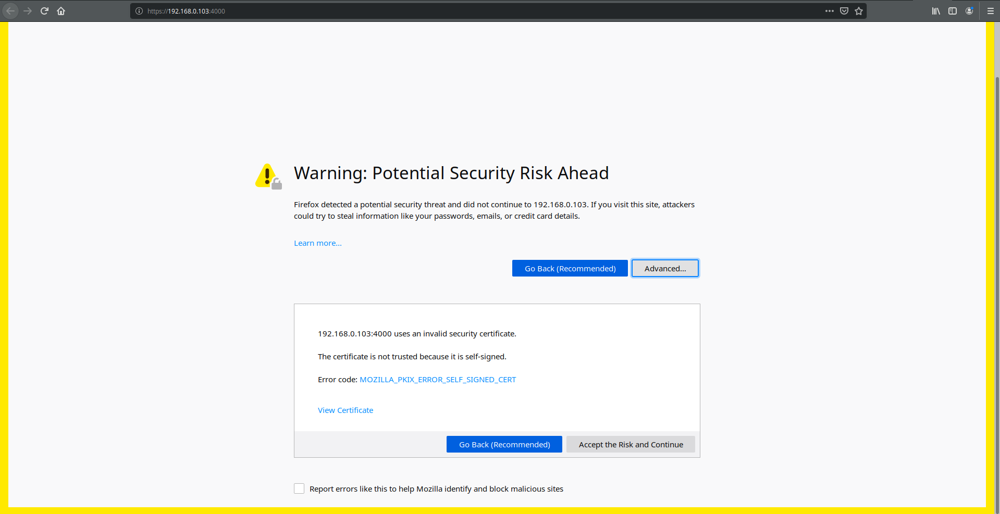 https://192.168.0.103:4000
Warning: Potential Security Risk Ahead
Firefox detected a potential security threat and did not continue to 192.168.0.103. If you visit this site, attackers
could try to steal information like your passwords, emails, or credit card details.
Learn more...
Go Back (Recommended) Advanced...
192.168.0.103:4000 uses an invalid security certificate.
The certificate is not trusted because it is self-signed.
Error code: MOZILLA_PKIX_ERROR_SELF_SIGNED_CERT
View Certificate
Go Back (Recommended) Accept the Risk and Continue
Report errors like this to help Mozilla identify and block malicious sites